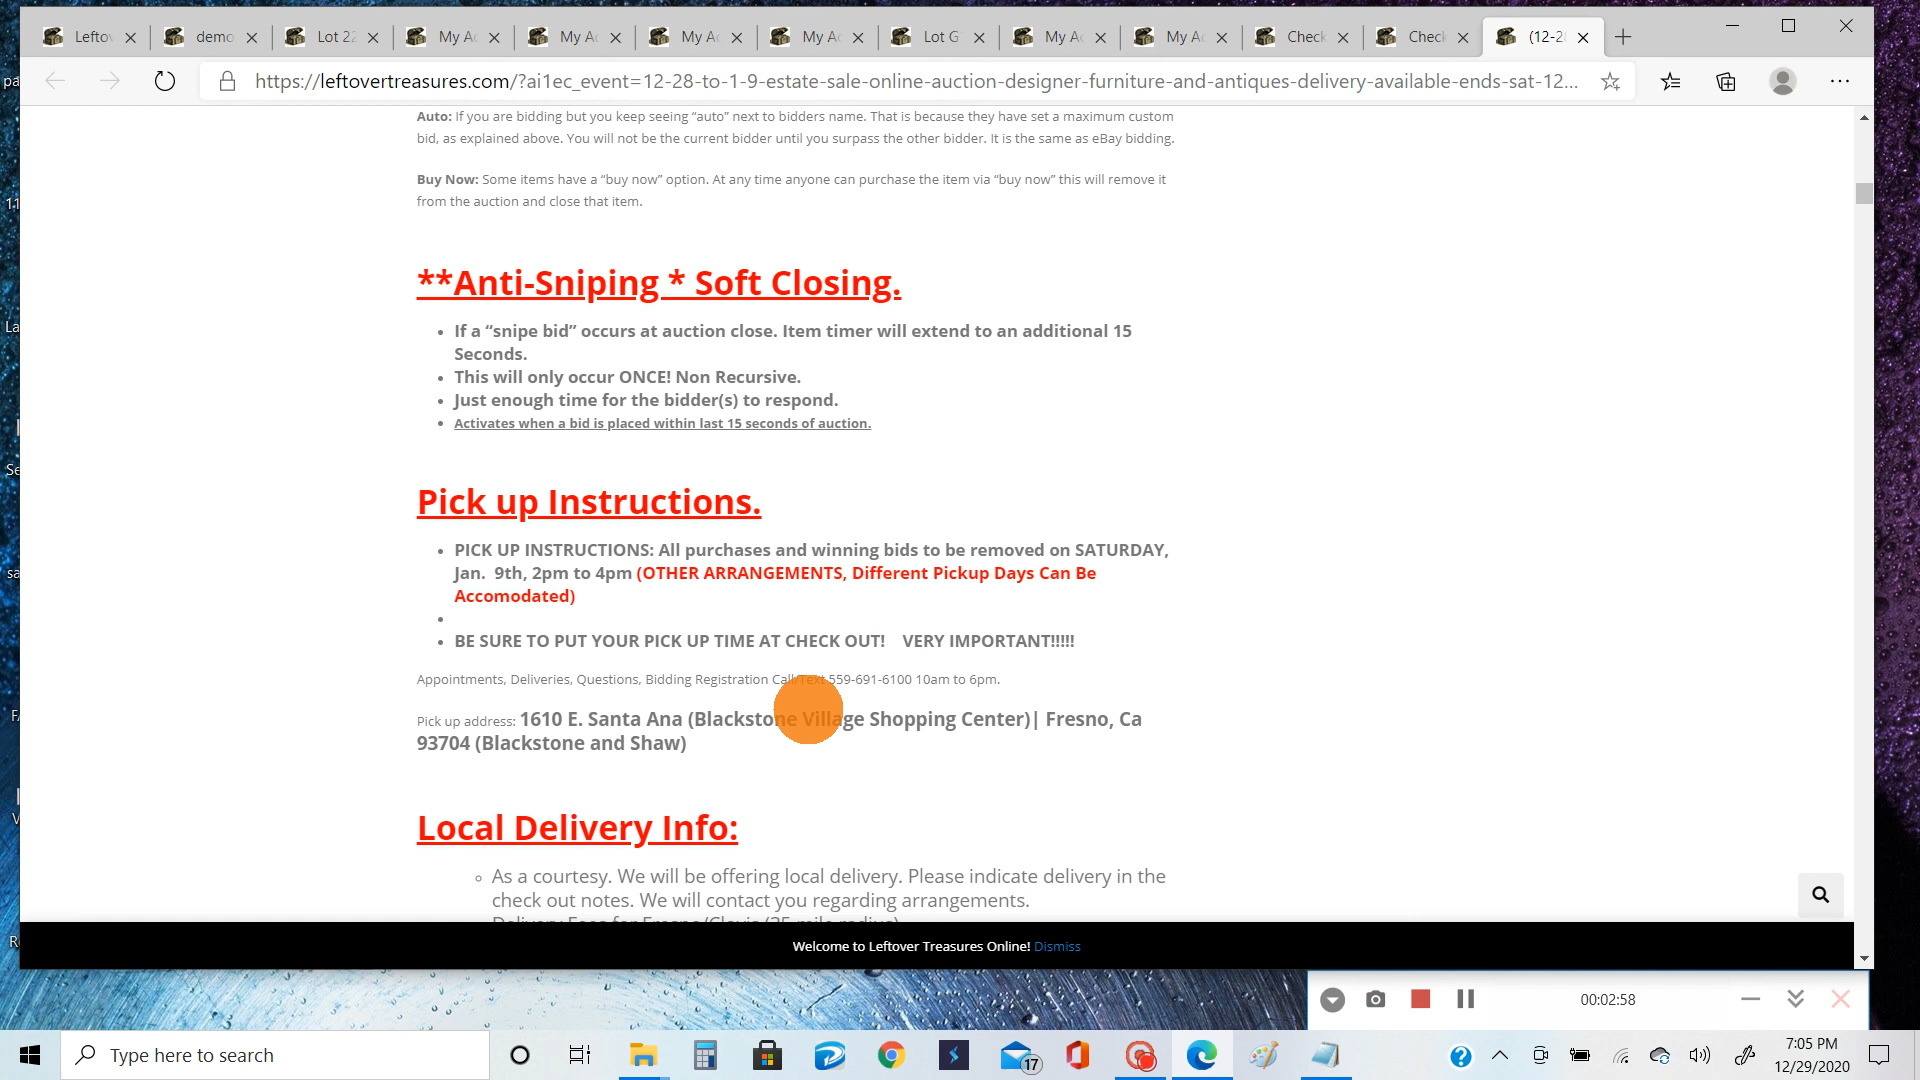 Leftov
demo
Lot 22
My Ac
My Ac
My Ac
My Ac
Lot G
My Ac
My Ac
Check
Check
(12-28
https://leftovertreasures.com/?ai1ec_event=12-28-to-1-9-estate-sale-online-auction-designer-furniture-and-antiques-delivery-available-ends-sat-12...
Auto: If you are bidding but you keep seeing “auto” next to bidders name. That is because they have set a maximum custom
bid, as explained above. You will not be the current bidder until you surpass the other bidder. It is the same as eBay bidding.
Buy Now: Some items have a “buy now” option. At any time anyone can purchase the item via “buy now” this will remove it
from the auction and close that item.
**Anti-Sniping * Soft Closing.
If a “snipe bid” occurs at auction close. Item timer will extend to an additional 15
Seconds.
This will only occur ONCE! Non Recursive.
Just enough time for the bidder(s) to respond.
Activates when a bid is placed within last 15 seconds of auction.
Pick up Instructions.
PICK UP INSTRUCTIONS: All purchases and winning bids to be removed on SATURDAY,
Jan. 9th, 2pm to 4pm (OTHER ARRANGEMENTS, Different Pickup Days Can Be
Accomodated)
BE SURE TO PUT YOUR PICK UP TIME AT CHECK OUT! VERY IMPORTANT!!!!!
Appointments, Deliveries, Questions, Bidding Registration Call/Text 559-691-6100 10am to 6pm.
Pick up address: 1610 E. Santa Ana (Blackstone Village Shopping Center)| Fresno, Ca
93704 (Blackstone and Shaw)
Local Delivery Info:
As a courtesy. We will be offering local delivery. Please indicate delivery in the
check out notes. We will contact you regarding arrangements.
Delivery Fees for Fresno/Clovis (25 mile radius)
Welcome to Leftover Treasures Online! Dismiss
00:02:58
Type here to search
17
7:05 PM
12/29/2020